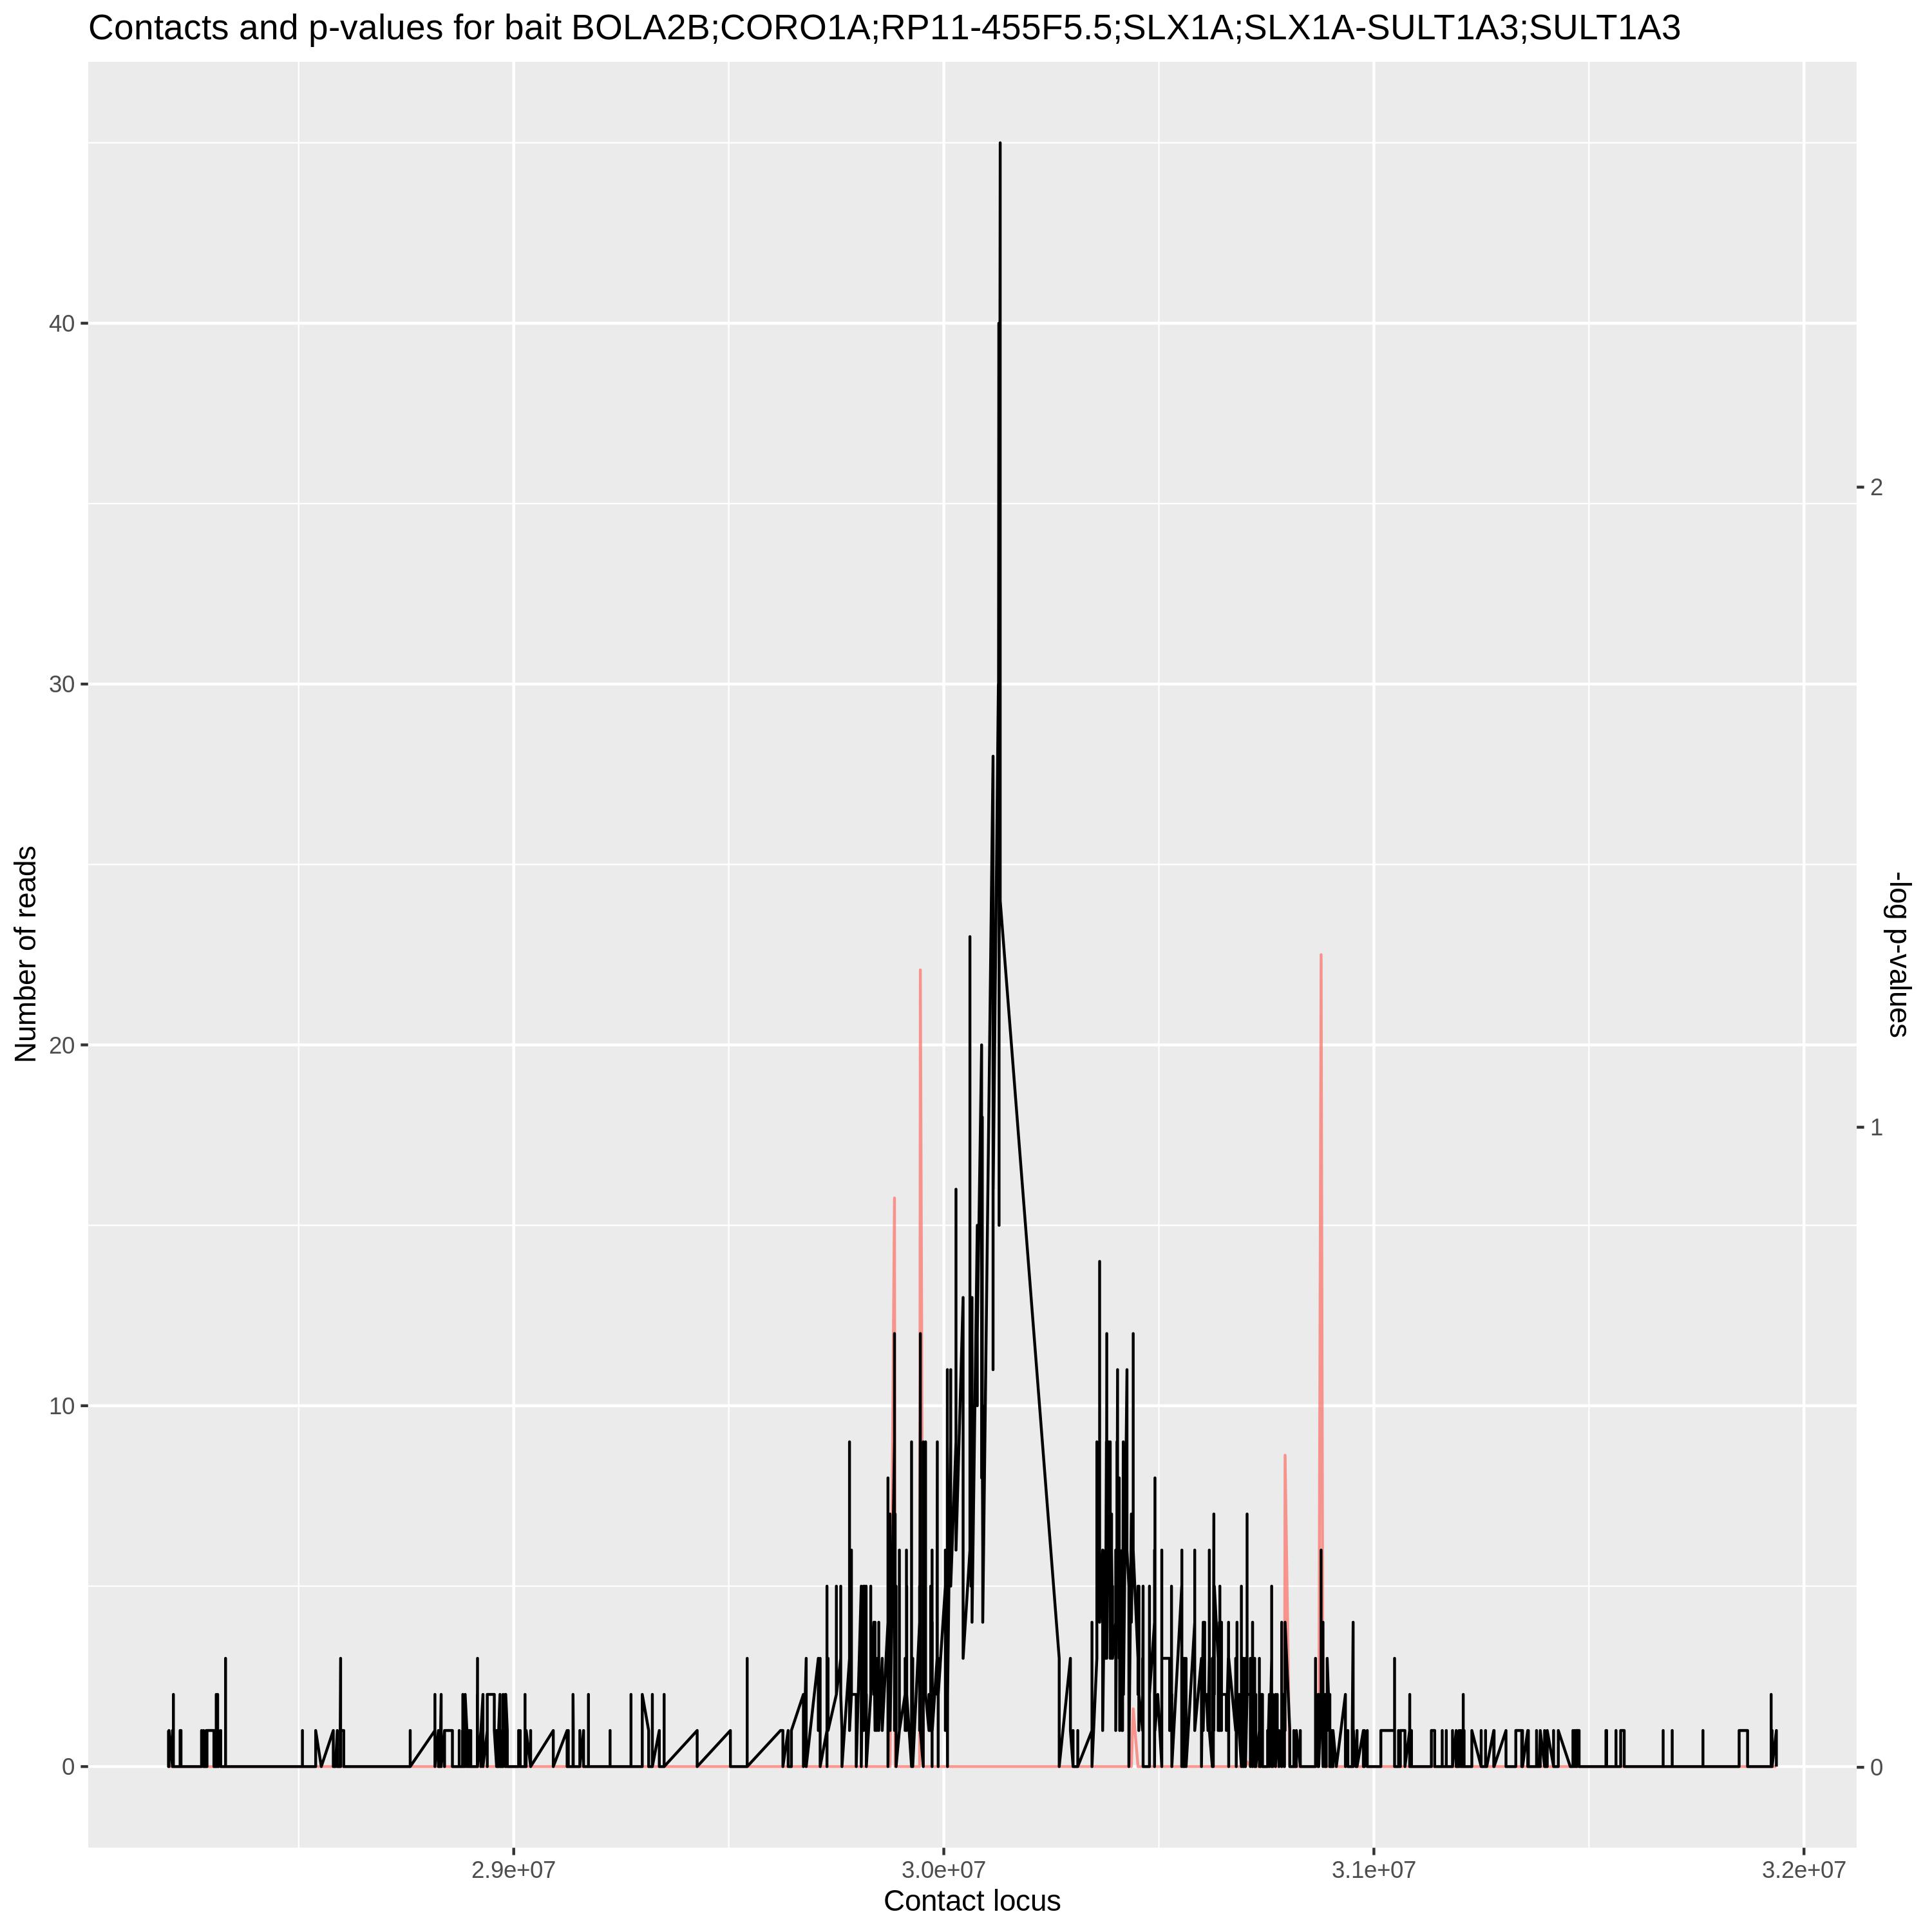 Contacts and p-values for bait BOLA2B;CORO1A;RP11-455F5.5;SLX1A;SLX1A-SULT1A3;SULT1A3
Number of reads
40
30
20
10
0
2
1
0
-log p-values
2.9e+07
3.0e+07
3.1e+07
3.2e+07
Contact locus